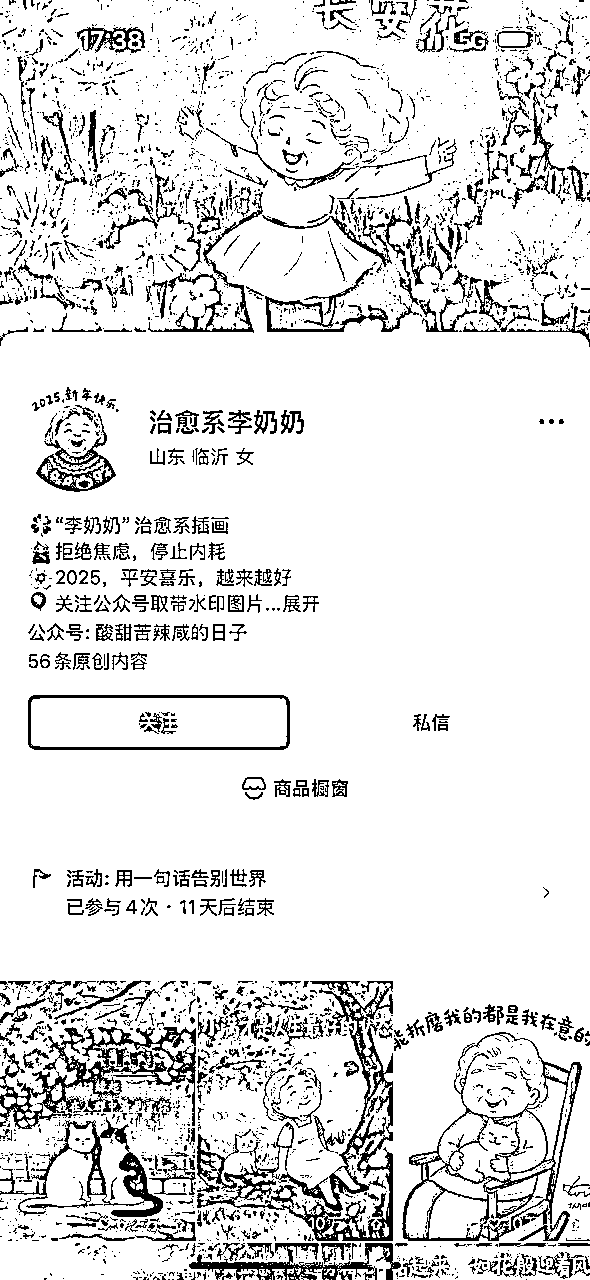 长安花
17:38
5G
2025,新年快乐.
治愈系李奶奶
山东 临沂 女
“李奶奶”治愈系插画
拒绝焦虑，停止内耗
2025，平安喜乐，越来越好
关注公众号取带水印图片...展开
公众号: 酸甜苦辣咸的日子
56条原创内容
关注
私信
商品橱窗
活动: 用一句话告别世界
已参与4次 · 11天后结束
能折磨我的都是我在意的